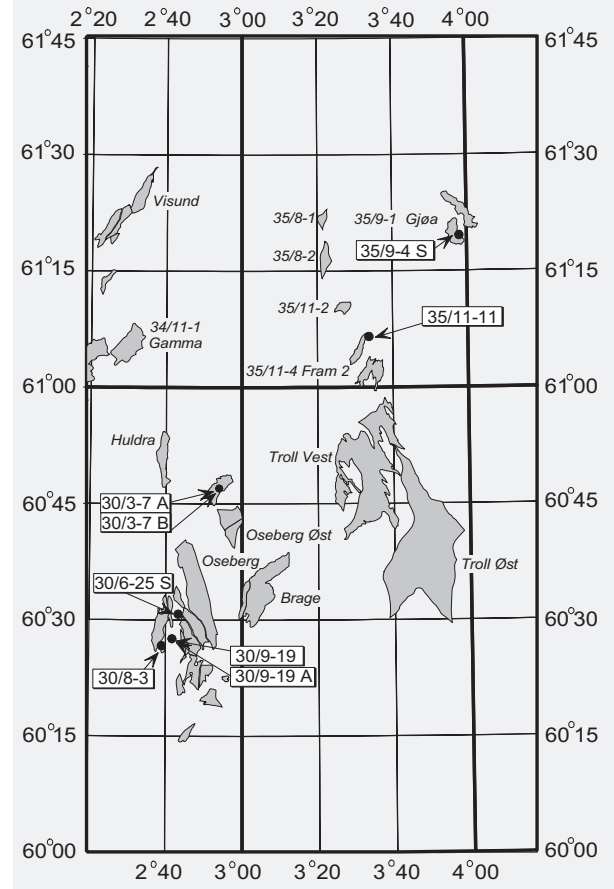 2°20 2°40 3°00 3°20 3°40 4°00
61°45 61°45
61°30 61°30
Visund
35/8-1 35/9-1 Gjøa
35/9-4 S
35/8-2
61°15 61°15
35/11-2
35/11-11
34/11-1
Gamma
35/11-4 Fram 2
61°00 61°00
Huldra
Troll Vest
30/3-7 A
30/3-7 B
60°45 60°45
Oseberg Øst
Oseberg
Troll Øst
30/6-25 S
Brage
60°30 60°30
30/9-19
30/9-19 A
30/8-3
60°15 60°15
60°00 60°00
2°40 3°00 3°20 3°40 4°00